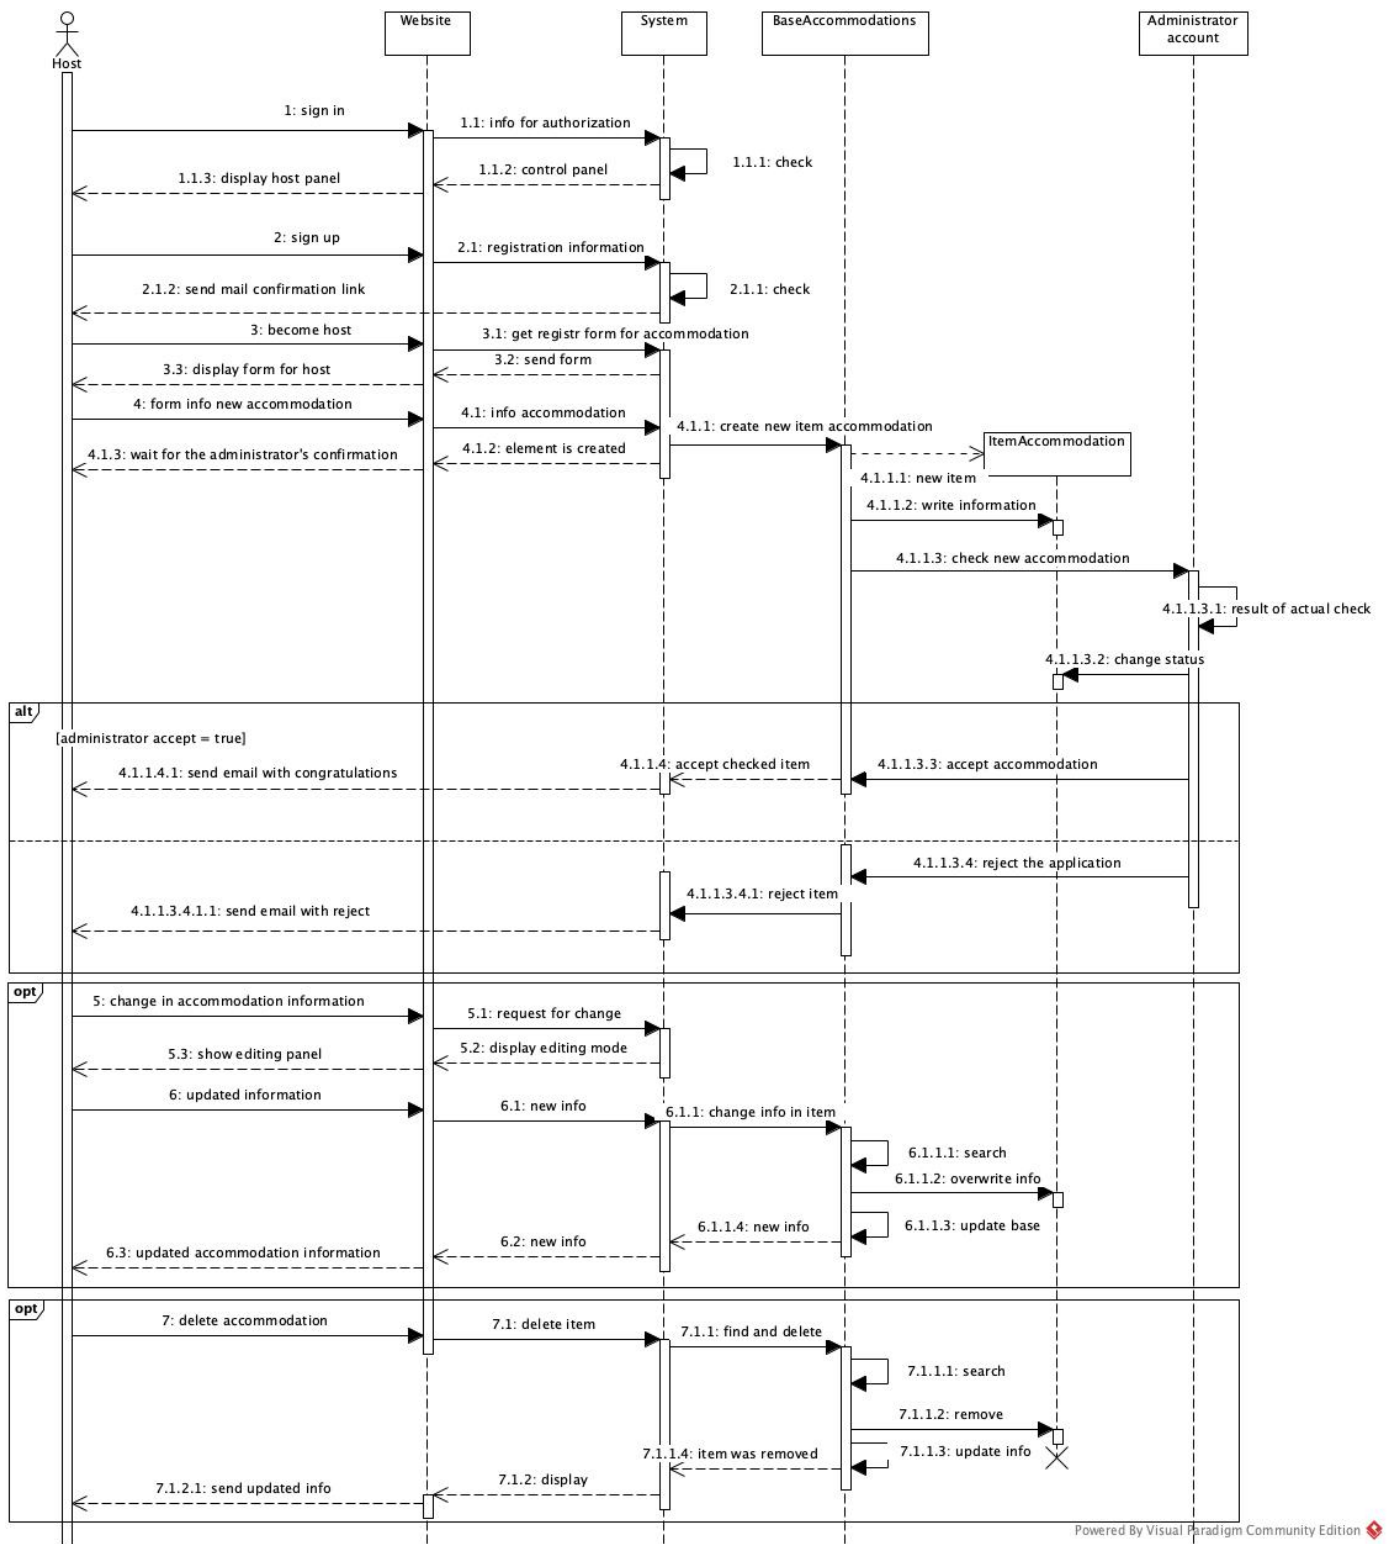 Host
Website
System
BaseAccommodations
Administrator
account
1: sign in
1.1: info for authorization
1.1.1: check
1.1.2: control panel
1.1.3: display host panel
2: sign up
2.1: registration information
2.1.1: check
2.1.2: send mail confirmation link
3: become host
3.1: get registr form for accommodation
3.2: send form
3.3: display form for host
4: form info new accommodation
4.1: info accommodation
4.1.1: create new item accommodation
ItemAccommodation
4.1.2: element is created
4.1.3: wait for the administrator's confirmation
4.1.1.1: new item
4.1.1.2: write information
4.1.1.3: check new accommodation
4.1.1.3.1: result of actual check
4.1.1.3.2: change status
alt
[administrator accept = true]
4.1.1.4.1: send email with congratulations
4.1.1.4: accept checked item
4.1.1.3.3: accept accommodation
4.1.1.3.4: reject the application
4.1.1.3.4.1: reject item
4.1.1.3.4.1.1: send email with reject
opt
5: change in accommodation information
5.1: request for change
5.2: display editing mode
5.3: show editing panel
6: updated information
6.1: new info
6.1.1: change info in item
6.1.1.1: search
6.1.1.2: overwrite info
6.1.1.3: update base
6.1.1.4: new info
6.2: new info
6.3: updated accommodation information
opt
7: delete accommodation
7.1: delete item
7.1.1: find and delete
7.1.1.1: search
7.1.1.2: remove
7.1.1.3: update info
7.1.1.4: item was removed
7.1.2: display
7.1.2.1: send updated info
Powered By Visual Paradigm Community Edition